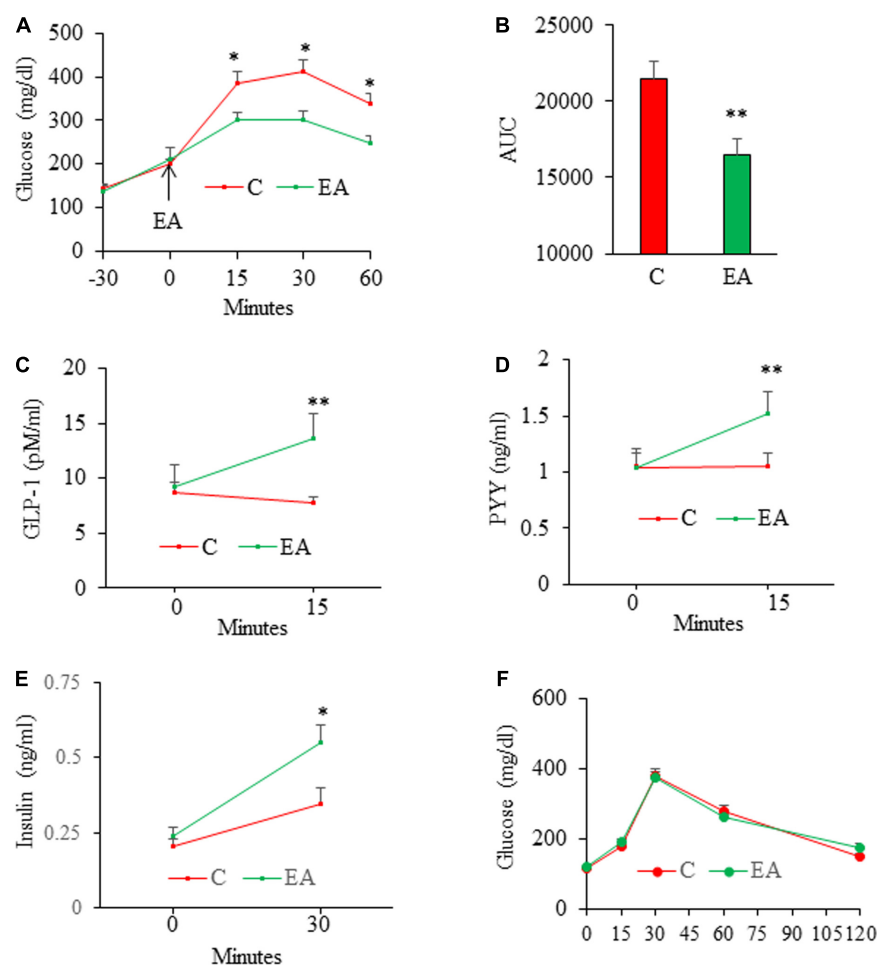 A
Glucose (mg/dl)
500
400
300
200
100
0
* * *
C EA
EA
-30 0 15 30 60
Minutes
B
AUC
25000
20000
15000
10000
**
C EA
C
GLP-1 (pM/ml)
20
15
10
5
0
**
C EA
0 15
Minutes
D
PYY (ng/ml)
2
1.5
1
0.5
0
**
C EA
0 15
Minutes
E
Insulin (ng/ml)
0.75
0.5
0.25
0
*
C EA
0 30
Minutes
F
Glucose (mg/dl)
600
400
200
0
C EA
0 15 30 45 60 75 90 105 120